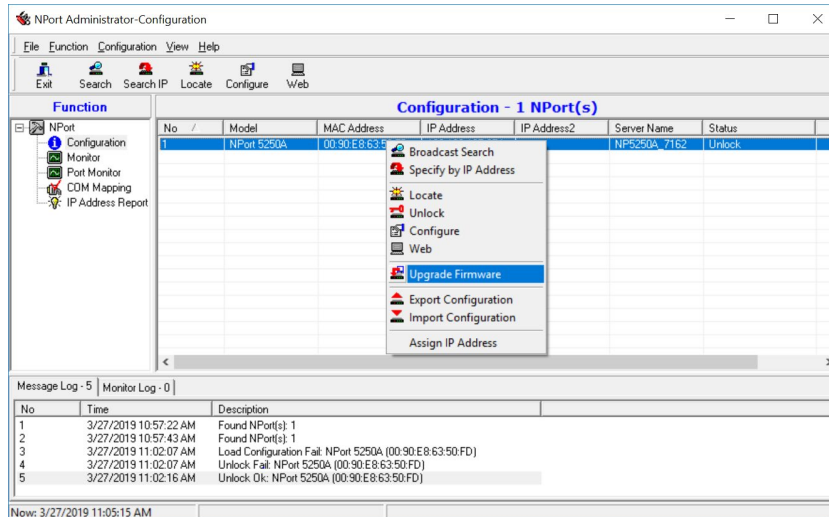 NPort Administrator-Configuration
File Function Configuration View Help
Exit Search Search IP Locate Configure Web
Function
Configuration - 1 NPort(s)
NPort
Configuration
Monitor
Port Monitor
COM Mapping
IP Address Report
No / Model MAC Address IP Address IP Address2 Server Name Status
1 NPort 5250A 00:90:E8:63:5 NP5250A_7162 Unlock
Broadcast Search
Specify by IP Address
Locate
Unlock
Configure
Web
Upgrade Firmware
Export Configuration
Import Configuration
Assign IP Address
Message Log - 5 Monitor Log - 0
No Time Description
1 3/27/2019 10:57:22 AM Found NPort(s): 1
2 3/27/2019 10:57:43 AM Found NPort(s): 1
3 3/27/2019 11:02:07 AM Load Configuration Fail: NPort 5250A (00:90:E8:63:50:FD)
4 3/27/2019 11:02:07 AM Unlock Fail: NPort 5250A (00:90:E8:63:50:FD)
5 3/27/2019 11:02:16 AM Unlock Ok: NPort 5250A (00:90:E8:63:50:FD)
Now: 3/27/2019 11:05:15 AM